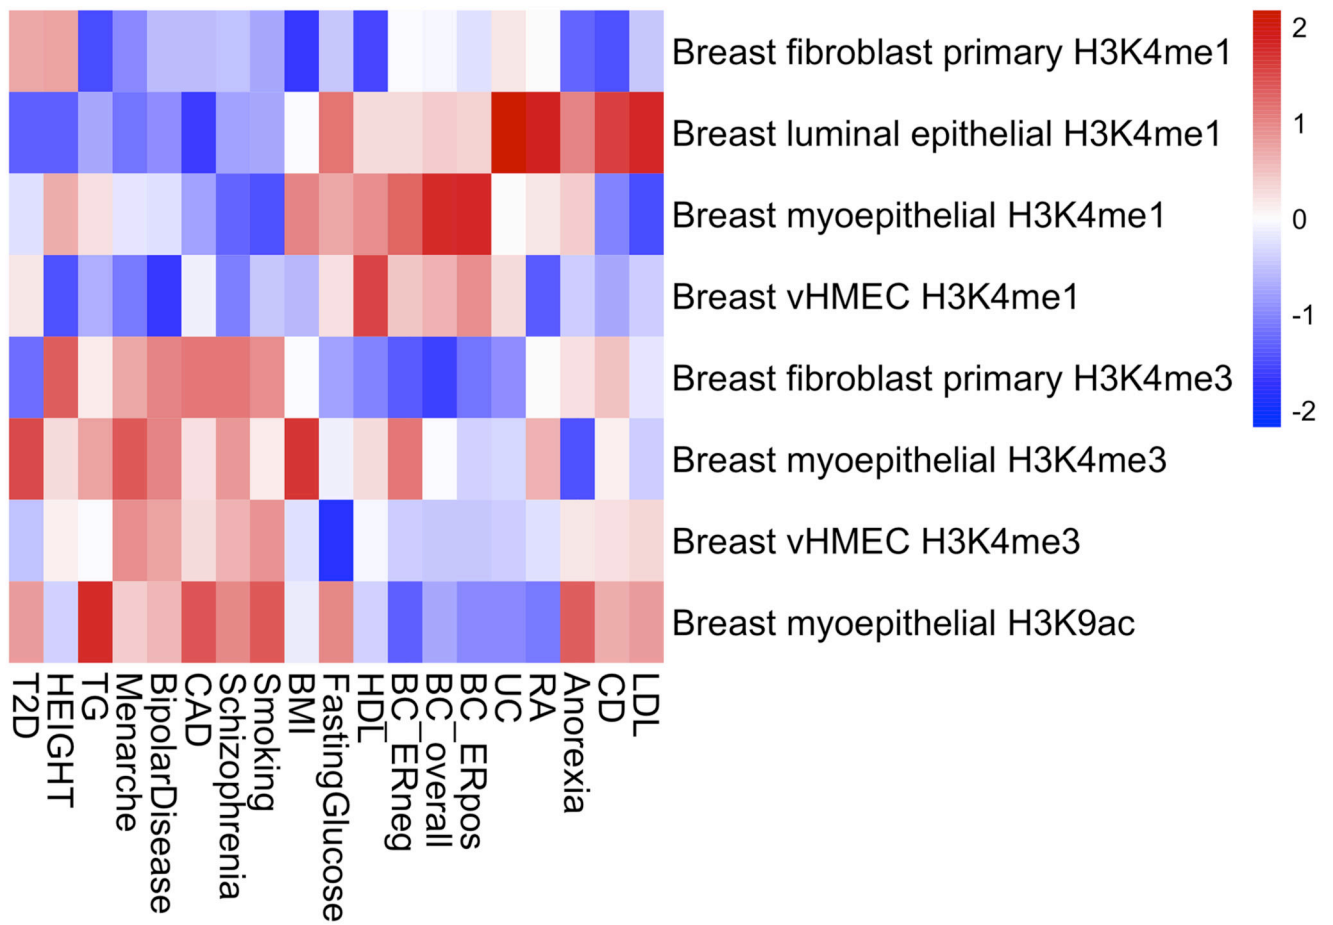 Breast fibroblast primary H3K4me1
Breast luminal epithelial H3K4me1
Breast myoepithelial H3K4me1
Breast vHMEC H3K4me1
Breast fibroblast primary H3K4me3
Breast myoepithelial H3K4me3
Breast vHMEC H3K4me3
Breast myoepithelial H3K9ac
2
1
0
-1
-2
T2D
HEIGHT
TG
Menarche
BipolarDisease
CAD
Schizophrenia
Smoking
BMI
FastingGlucose
HDL
BC_ERneg
BC_overall
BC_ERpos
UC
RA
Anorexia
CD
LDL